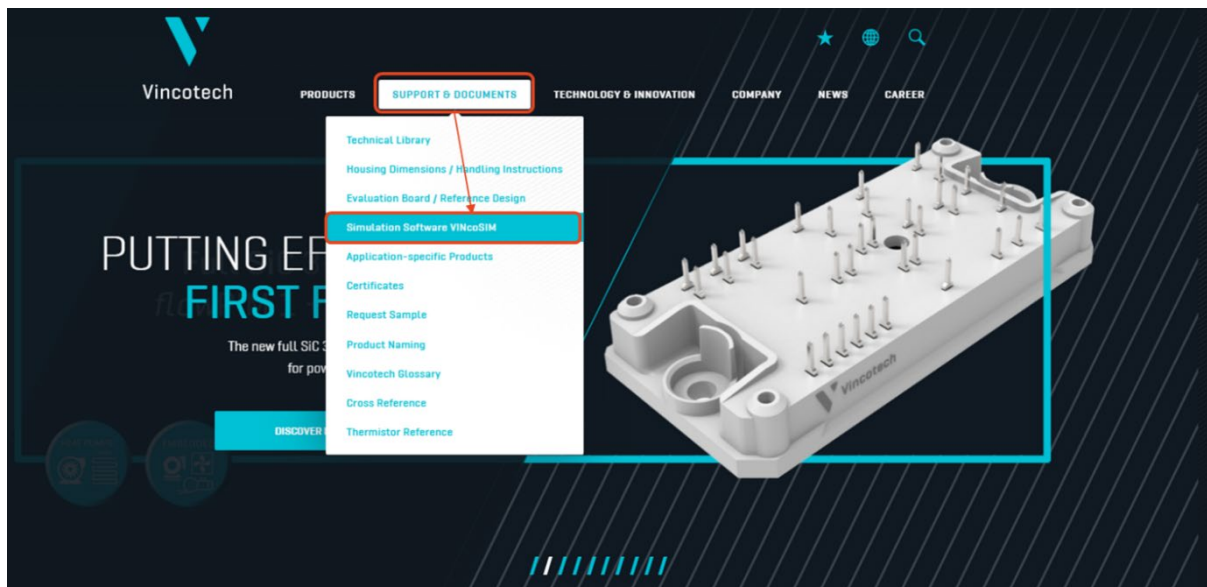 Vincotech
PRODUCTS
SUPPORT & DOCUMENTS
TECHNOLOGY & INNOVATION
COMPANY
NEWS
CAREER
Technical Library
Housing Dimensions / Handling Instructions
Evaluation Board / Reference Design
Simulation Software VINcoSIM
Application-specific Products
Certificates
Request Sample
Product Naming
Vincotech Glossary
Cross Reference
Thermistor Reference
PUTTING EF
FIRST F
The new full SiC 3
for pow
DISCOVER
Vincotech